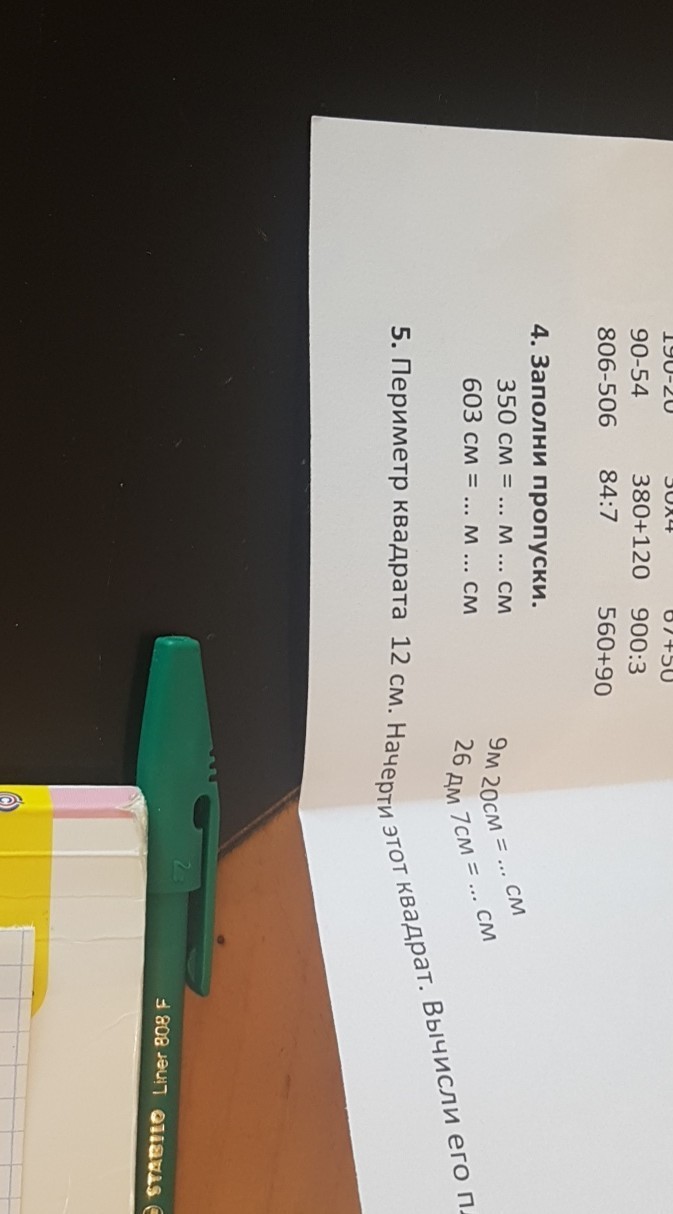 90-54 380+120 900:3
806-506 84:7 560+90
4. Заполни пропуски.
350 см = ... м ... см 9м 20см = ... см
603 см = ... м ... см 26 дм 7см = ... см
5. Периметр квадрата 12 см. Начерти этот квадрат. Вычисли его
STABILO Liner 808 F